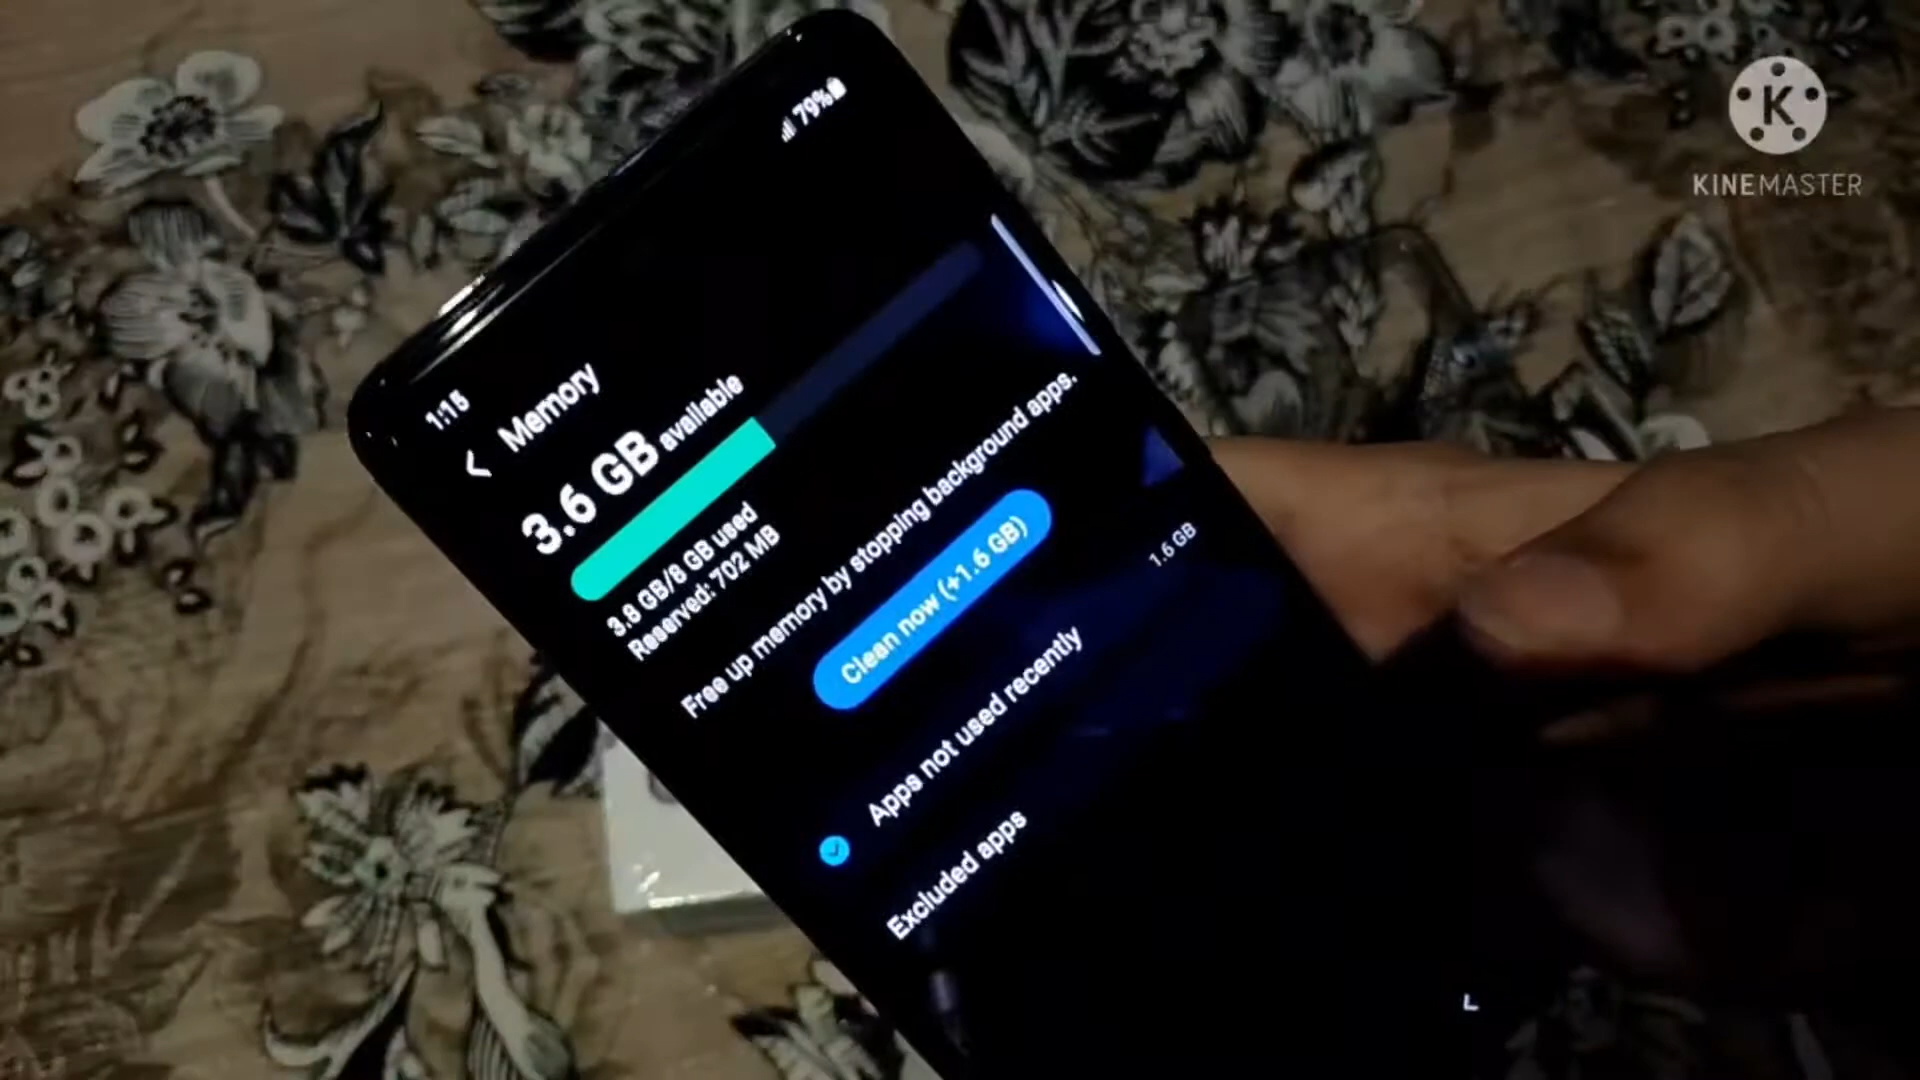 79%
1:15
Memory
3.6 GB available
3.8 GB/8 GB used
Reserved: 702 MB
Free up memory by stopping background apps.
Clean now (+1.6 GB)
Apps not used recently
1.6 GB
Excluded apps
K
KINEMASTER